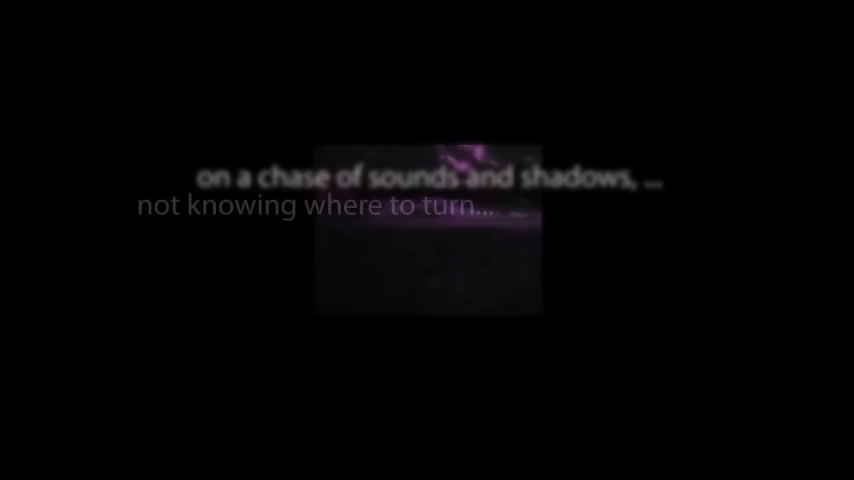 on a chase of sounds and shadows, ...
not knowing where to turn...